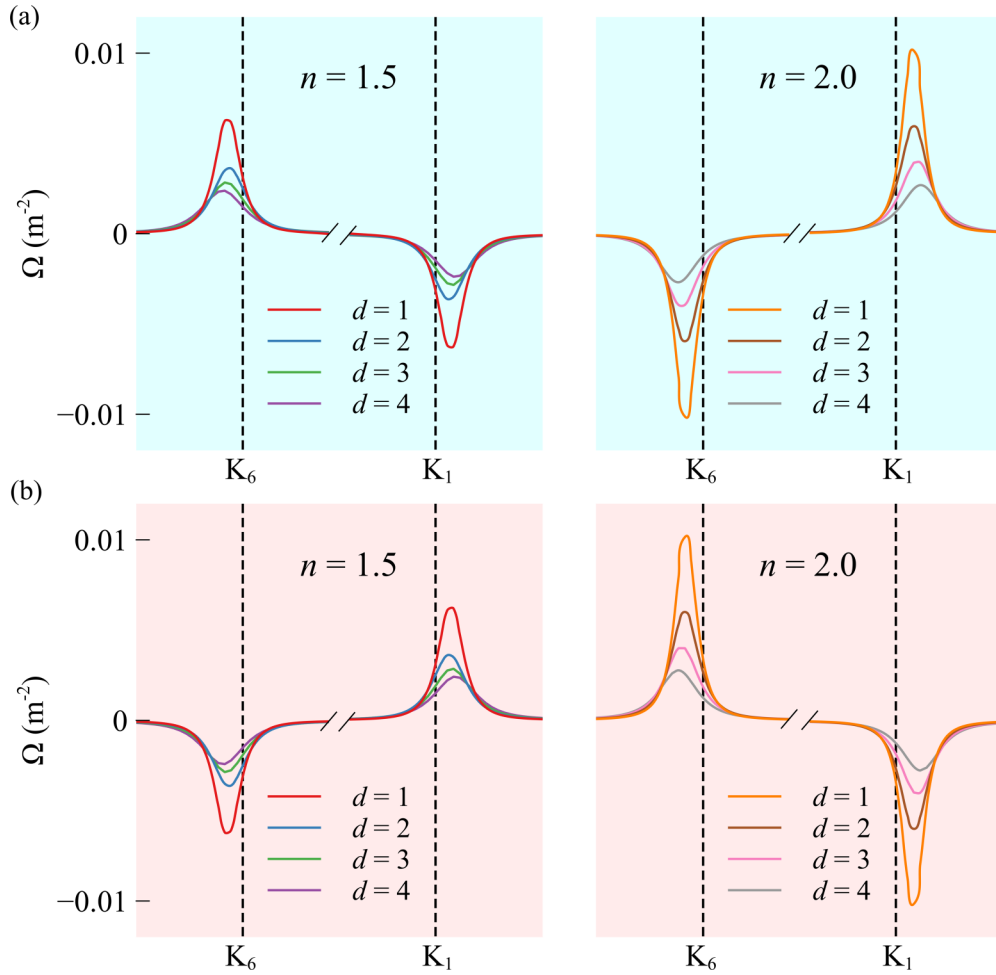 (a)
0.01
0
−0.01
Ω (m⁻²)
n = 1.5
d = 1
d = 2
d = 3
d = 4
K₆
K₁
n = 2.0
d = 1
d = 2
d = 3
d = 4
K₆
K₁
(b)
0.01
0
−0.01
Ω (m⁻²)
n = 1.5
d = 1
d = 2
d = 3
d = 4
K₆
K₁
n = 2.0
d = 1
d = 2
d = 3
d = 4
K₆
K₁